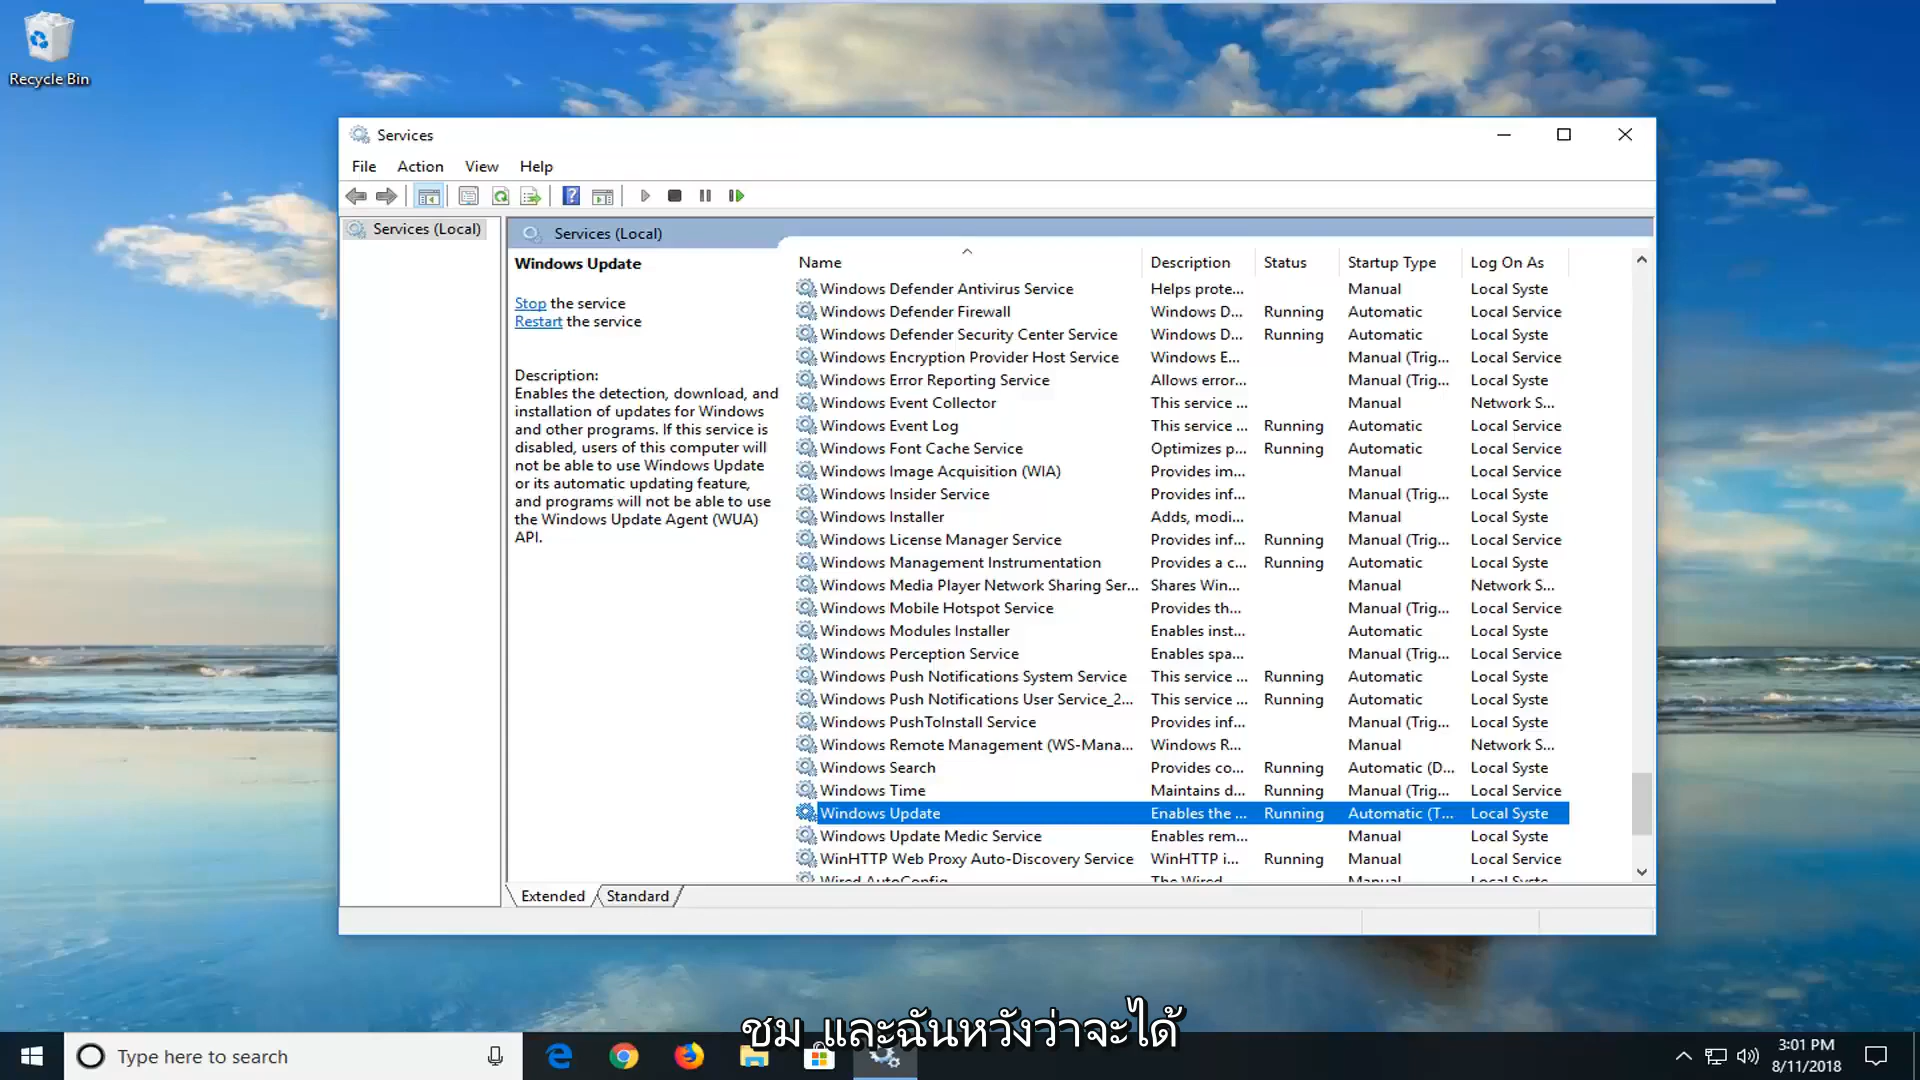 Recycle Bin
Services
File Action View Help
Services (Local)
Services (Local)
Windows Update
Stop the service
Restart the service
Description:
Enables the detection, download, and
installation of updates for Windows
and other programs. If this service is
disabled, users of this computer will
not be able to use Windows Update
or its automatic updating feature,
and programs will not be able to use
the Windows Update Agent (WUA)
API.
Name Description Status Startup Type Log On As
Windows Defender Antivirus Service Helps prote... Manual Local Syste
Windows Defender Firewall Windows D... Running Automatic Local Service
Windows Defender Security Center Service Windows D... Running Automatic Local Syste
Windows Encryption Provider Host Service Windows E... Manual (Trig... Local Service
Windows Error Reporting Service Allows error... Manual (Trig... Local Syste
Windows Event Collector This service ... Manual Network S...
Windows Event Log This service ... Running Automatic Local Service
Windows Font Cache Service Optimizes p... Running Automatic Local Service
Windows Image Acquisition (WIA) Provides im... Manual Local Service
Windows Insider Service Provides inf... Manual (Trig... Local Syste
Windows Installer Adds, modi... Manual Local Syste
Windows License Manager Service Provides inf... Running Manual (Trig... Local Service
Windows Management Instrumentation Provides a c... Running Automatic Local Syste
Windows Media Player Network Sharing Ser... Shares Win... Manual Network S...
Windows Mobile Hotspot Service Provides th... Manual (Trig... Local Service
Windows Modules Installer Enables inst... Automatic Local Syste
Windows Perception Service Enables spa... Manual (Trig... Local Service
Windows Push Notifications System Service This service ... Running Automatic Local Syste
Windows Push Notifications User Service_2... This service ... Running Automatic Local Syste
Windows PushToInstall Service Provides inf... Manual (Trig... Local Syste
Windows Remote Management (WS-Mana... Windows R... Manual Network S...
Windows Search Provides co... Running Automatic (D... Local Syste
Windows Time Maintains d... Running Manual (Trig... Local Service
Windows Update Enables the ... Running Automatic (T... Local Syste
Windows Update Medic Service Enables rem... Manual Local Syste
WinHTTP Web Proxy Auto-Discovery Service WinHTTP i... Running Manual Local Service
Wired AutoConfig The Wired Manual Local Syste
Extended Standard
ชม และฉันหวังว่าจะได้
Type here to search
3:01 PM
8/11/2018